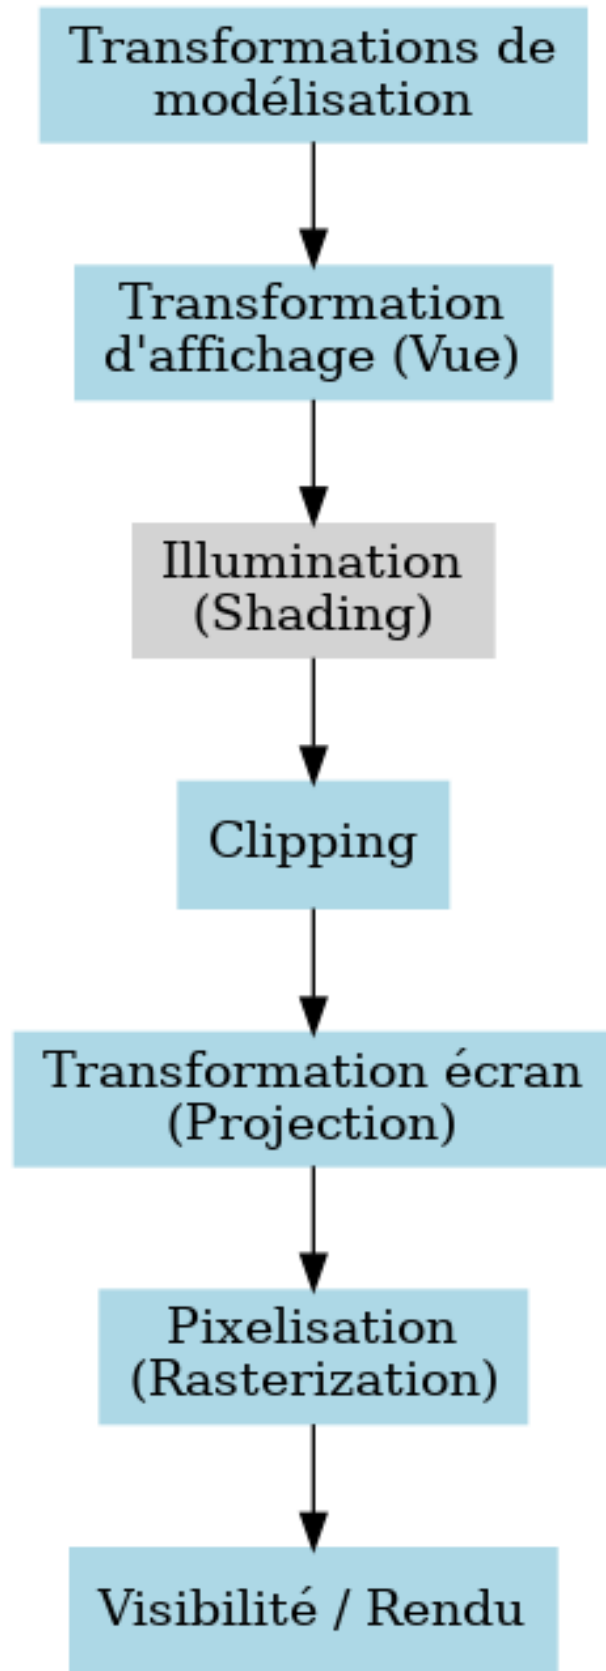 Transformations de
modélisation
Transformation
d'affichage (Vue)
Illumination
(Shading)
Clipping
Transformation écran
(Projection)
Pixelisation
(Rasterization)
Visibilité / Rendu